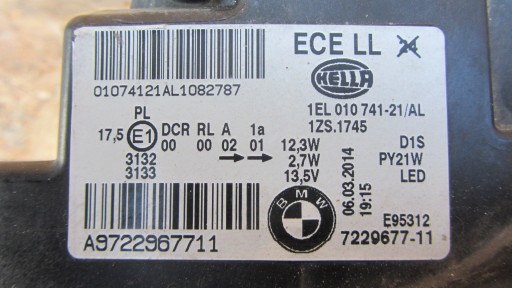 ECE LL 24
01074121AL1082787
HELLA
1EL 010 741-21/AL
1ZS.1745
PL
17,5 E1 DCR RL A 1a
00 00 02 01
3132
3133
12,3W D1S
2,7W PY21W
13,5V LED
06.03.2014
19:15
BMW
E95312
A9722967711
7229677-11